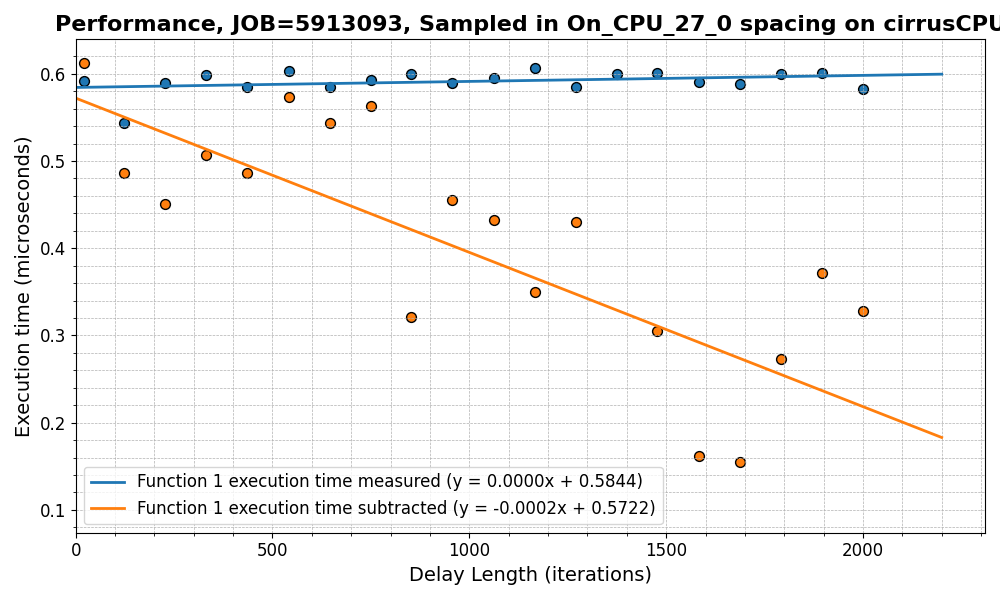 Performance, JOB=5913093, Sampled in On_CPU_27_0 spacing on cirrusCPU
Execution time (microseconds)
0.6
0.5
0.4
0.3
0.2
0.1
Function 1 execution time measured (y = 0.0000x + 0.5844)
Function 1 execution time subtracted (y = -0.0002x + 0.5722)
0 500 1000 1500 2000
Delay Length (iterations)